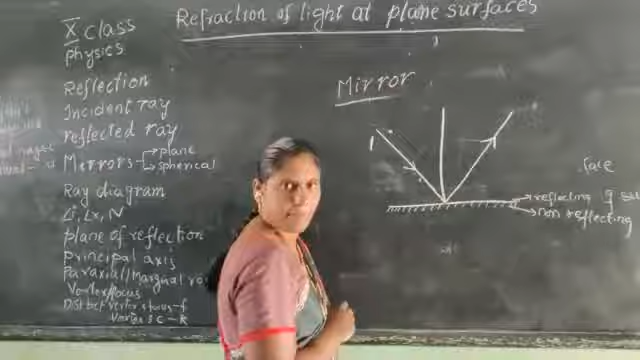 Refraction of light at plane surfaces
X class
physics
Reflection
Incident ray
reflected ray
Mirrors plane
spherical
Ray diagram
∠i, ∠r, N
plane of reflection
principal axis
Paraxial/Marginal
Vertex/focus
Mirror
face
reflecting
non reflecting